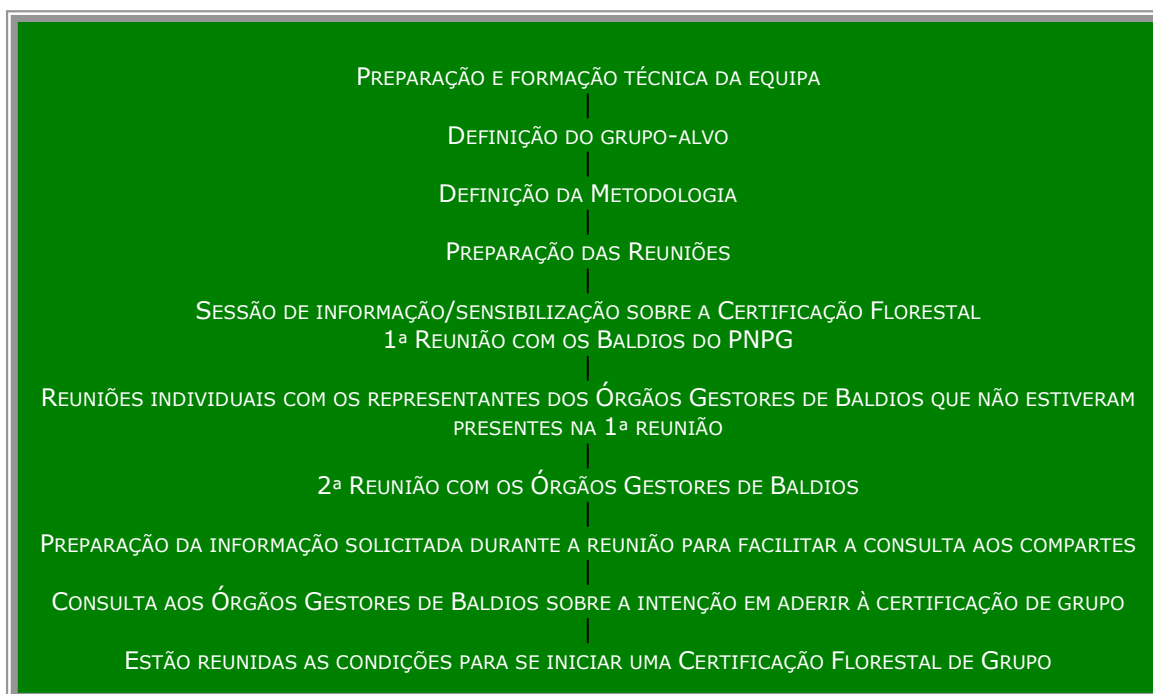 Preparação e formação técnica da equipa
Definição do grupo-alvo
Definição da Metodologia
Preparação das Reuniões
Sessão de informação/sensibilização sobre a Certificação Florestal
1ª Reunião com os Baldios do PNPG
Reuniões individuais com os representantes dos Órgãos Gestores de Baldios que não estiveram
presentes na 1ª reunião
2ª Reunião com os Órgãos Gestores de Baldios
Preparação da informação solicitada durante a reunião para facilitar a consulta aos compartes
Consulta aos Órgãos Gestores de Baldios sobre a intenção em aderir à certificação de grupo
Estão reunidas as condições para se iniciar uma Certificação Florestal de Grupo